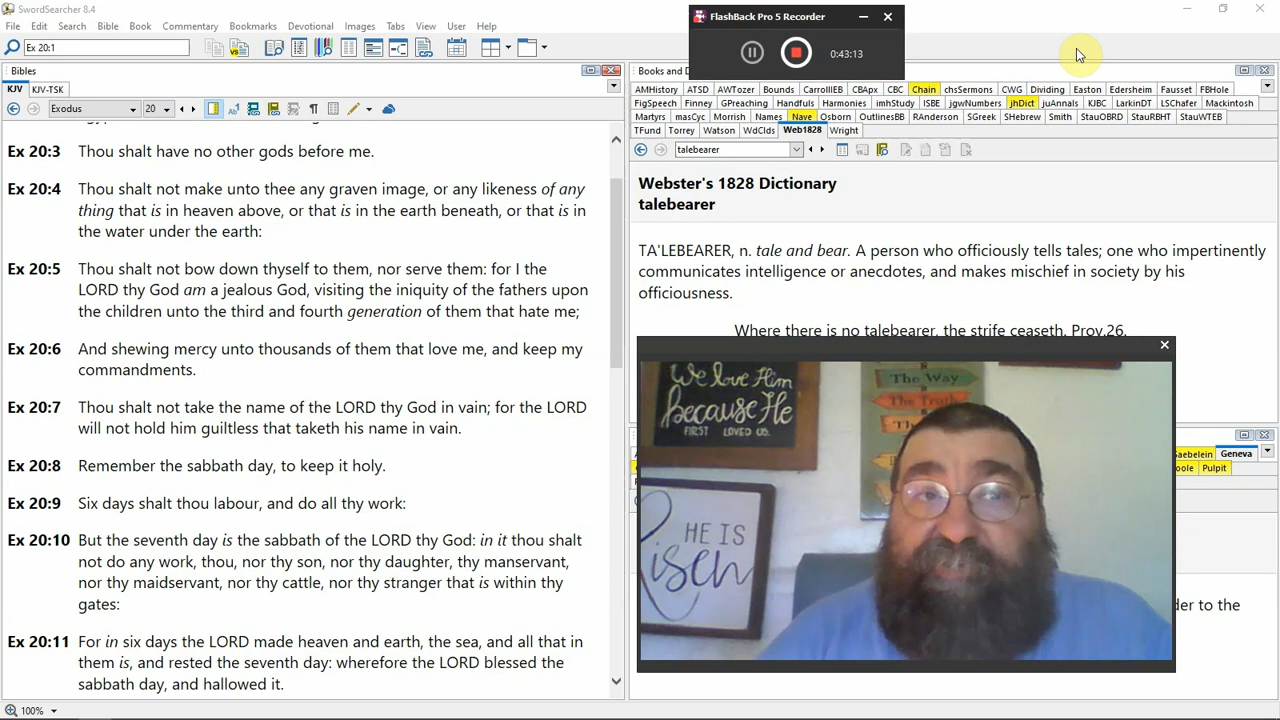 SwordSearcher 8.4
File Edit Search Bible Book Commentary Bookmarks Devotional Images Tabs View User Help
Ex 20:1
FlashBack Pro 5 Recorder
0:43:13
Bibles
KJV KJV-TSK
Exodus 20
Ex 20:3 Thou shalt have no other gods before me.
Ex 20:4 Thou shalt not make unto thee any graven image, or any likeness of any
thing that is in heaven above, or that is in the earth beneath, or that is in
the water under the earth:
Ex 20:5 Thou shalt not bow down thyself to them, nor serve them: for I the
LORD thy God am a jealous God, visiting the iniquity of the fathers upon
the children unto the third and fourth generation of them that hate me;
Ex 20:6 And shewing mercy unto thousands of them that love me, and keep my
commandments.
Ex 20:7 Thou shalt not take the name of the LORD thy God in vain; for the LORD
will not hold him guiltless that taketh his name in vain.
Ex 20:8 Remember the sabbath day, to keep it holy.
Ex 20:9 Six days shalt thou labour, and do all thy work:
Ex 20:10 But the seventh day is the sabbath of the LORD thy God: in it thou shalt
not do any work, thou, nor thy son, nor thy daughter, thy manservant,
nor thy maidservant, nor thy cattle, nor thy stranger that is within thy
gates:
Ex 20:11 For in six days the LORD made heaven and earth, the sea, and all that in
them is, and rested the seventh day: wherefore the LORD blessed the
sabbath day, and hallowed it.
100%
Books and D
AMHistory ATSD AWTozer Bounds CarrollIEB CBApx CBC Chain chsSermons CWG Dividing Easton Edersheim Fausset FBHole
FigSpeech Finney GPreaching Handfuls Harmonies imhStudy ISBE jgwNumbers jhDict juAnnals KJBC LarkinDT LSChafer Mackintosh
Martyrs masCyc Morrish Names Nave Osborn OutlinesBB RAnderson SGreek SHebrew Smith StauOBRD StauRBHT StauWTEB
TFund Torrey Watson WdClds Web1828 Wright
talebearer
Webster's 1828 Dictionary
talebearer
TA'LEBEARER, n. tale and bear. A person who officiously tells tales; one who impertinently
communicates intelligence or anecdotes, and makes mischief in society by his
officiousness.
Where there is no talebearer, the strife ceaseth. Prov.26.
We love Him
because He
FIRST LOVED US.
The Way
The Truth
HE IS
Risen
Gaebelein Geneva
Poole Pulpit
der to the